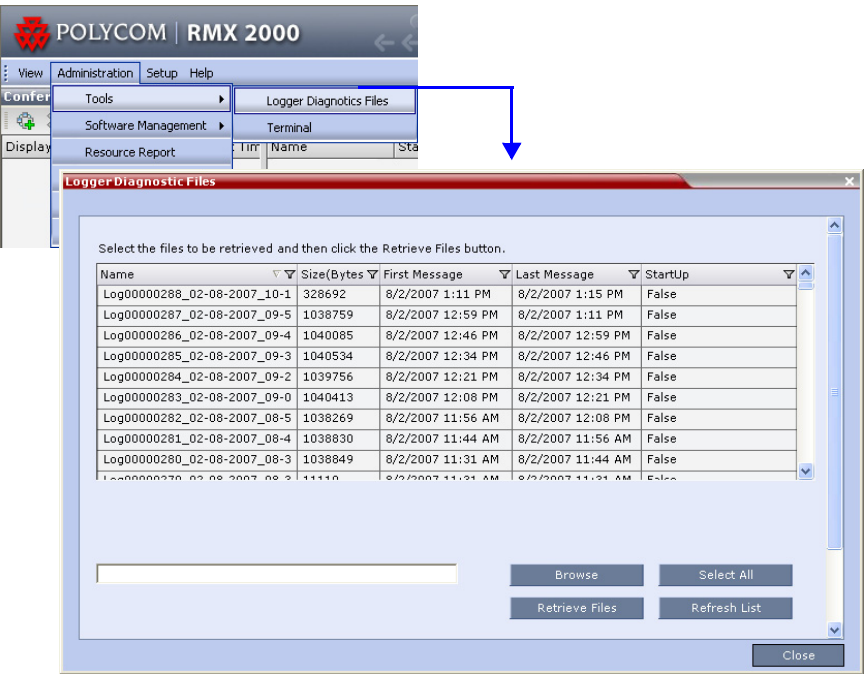 POLYCOM | RMX 2000
View Administration Setup Help
Confer
Tools
Logger Diagnotics Files
Software Management
Terminal
Display
Resource Report
Tim
Name
Sta
Logger Diagnostic Files
Select the files to be retrieved and then click the Retrieve Files button.
Name Size(Bytes First Message Last Message StartUp
Log00000288_02-08-2007_10-1 328692 8/2/2007 1:11 PM 8/2/2007 1:15 PM False
Log00000287_02-08-2007_09-5 1038759 8/2/2007 12:59 PM 8/2/2007 1:11 PM False
Log00000286_02-08-2007_09-4 1040085 8/2/2007 12:46 PM 8/2/2007 12:59 PM False
Log00000285_02-08-2007_09-3 1040534 8/2/2007 12:34 PM 8/2/2007 12:46 PM False
Log00000284_02-08-2007_09-2 1039756 8/2/2007 12:21 PM 8/2/2007 12:34 PM False
Log00000283_02-08-2007_09-0 1040413 8/2/2007 12:08 PM 8/2/2007 12:21 PM False
Log00000282_02-08-2007_08-5 1038269 8/2/2007 11:56 AM 8/2/2007 12:08 PM False
Log00000281_02-08-2007_08-4 1038830 8/2/2007 11:44 AM 8/2/2007 11:56 AM False
Log00000280_02-08-2007_08-3 1038849 8/2/2007 11:31 AM 8/2/2007 11:44 AM False
Browse Select All
Retrieve Files Refresh List
Close